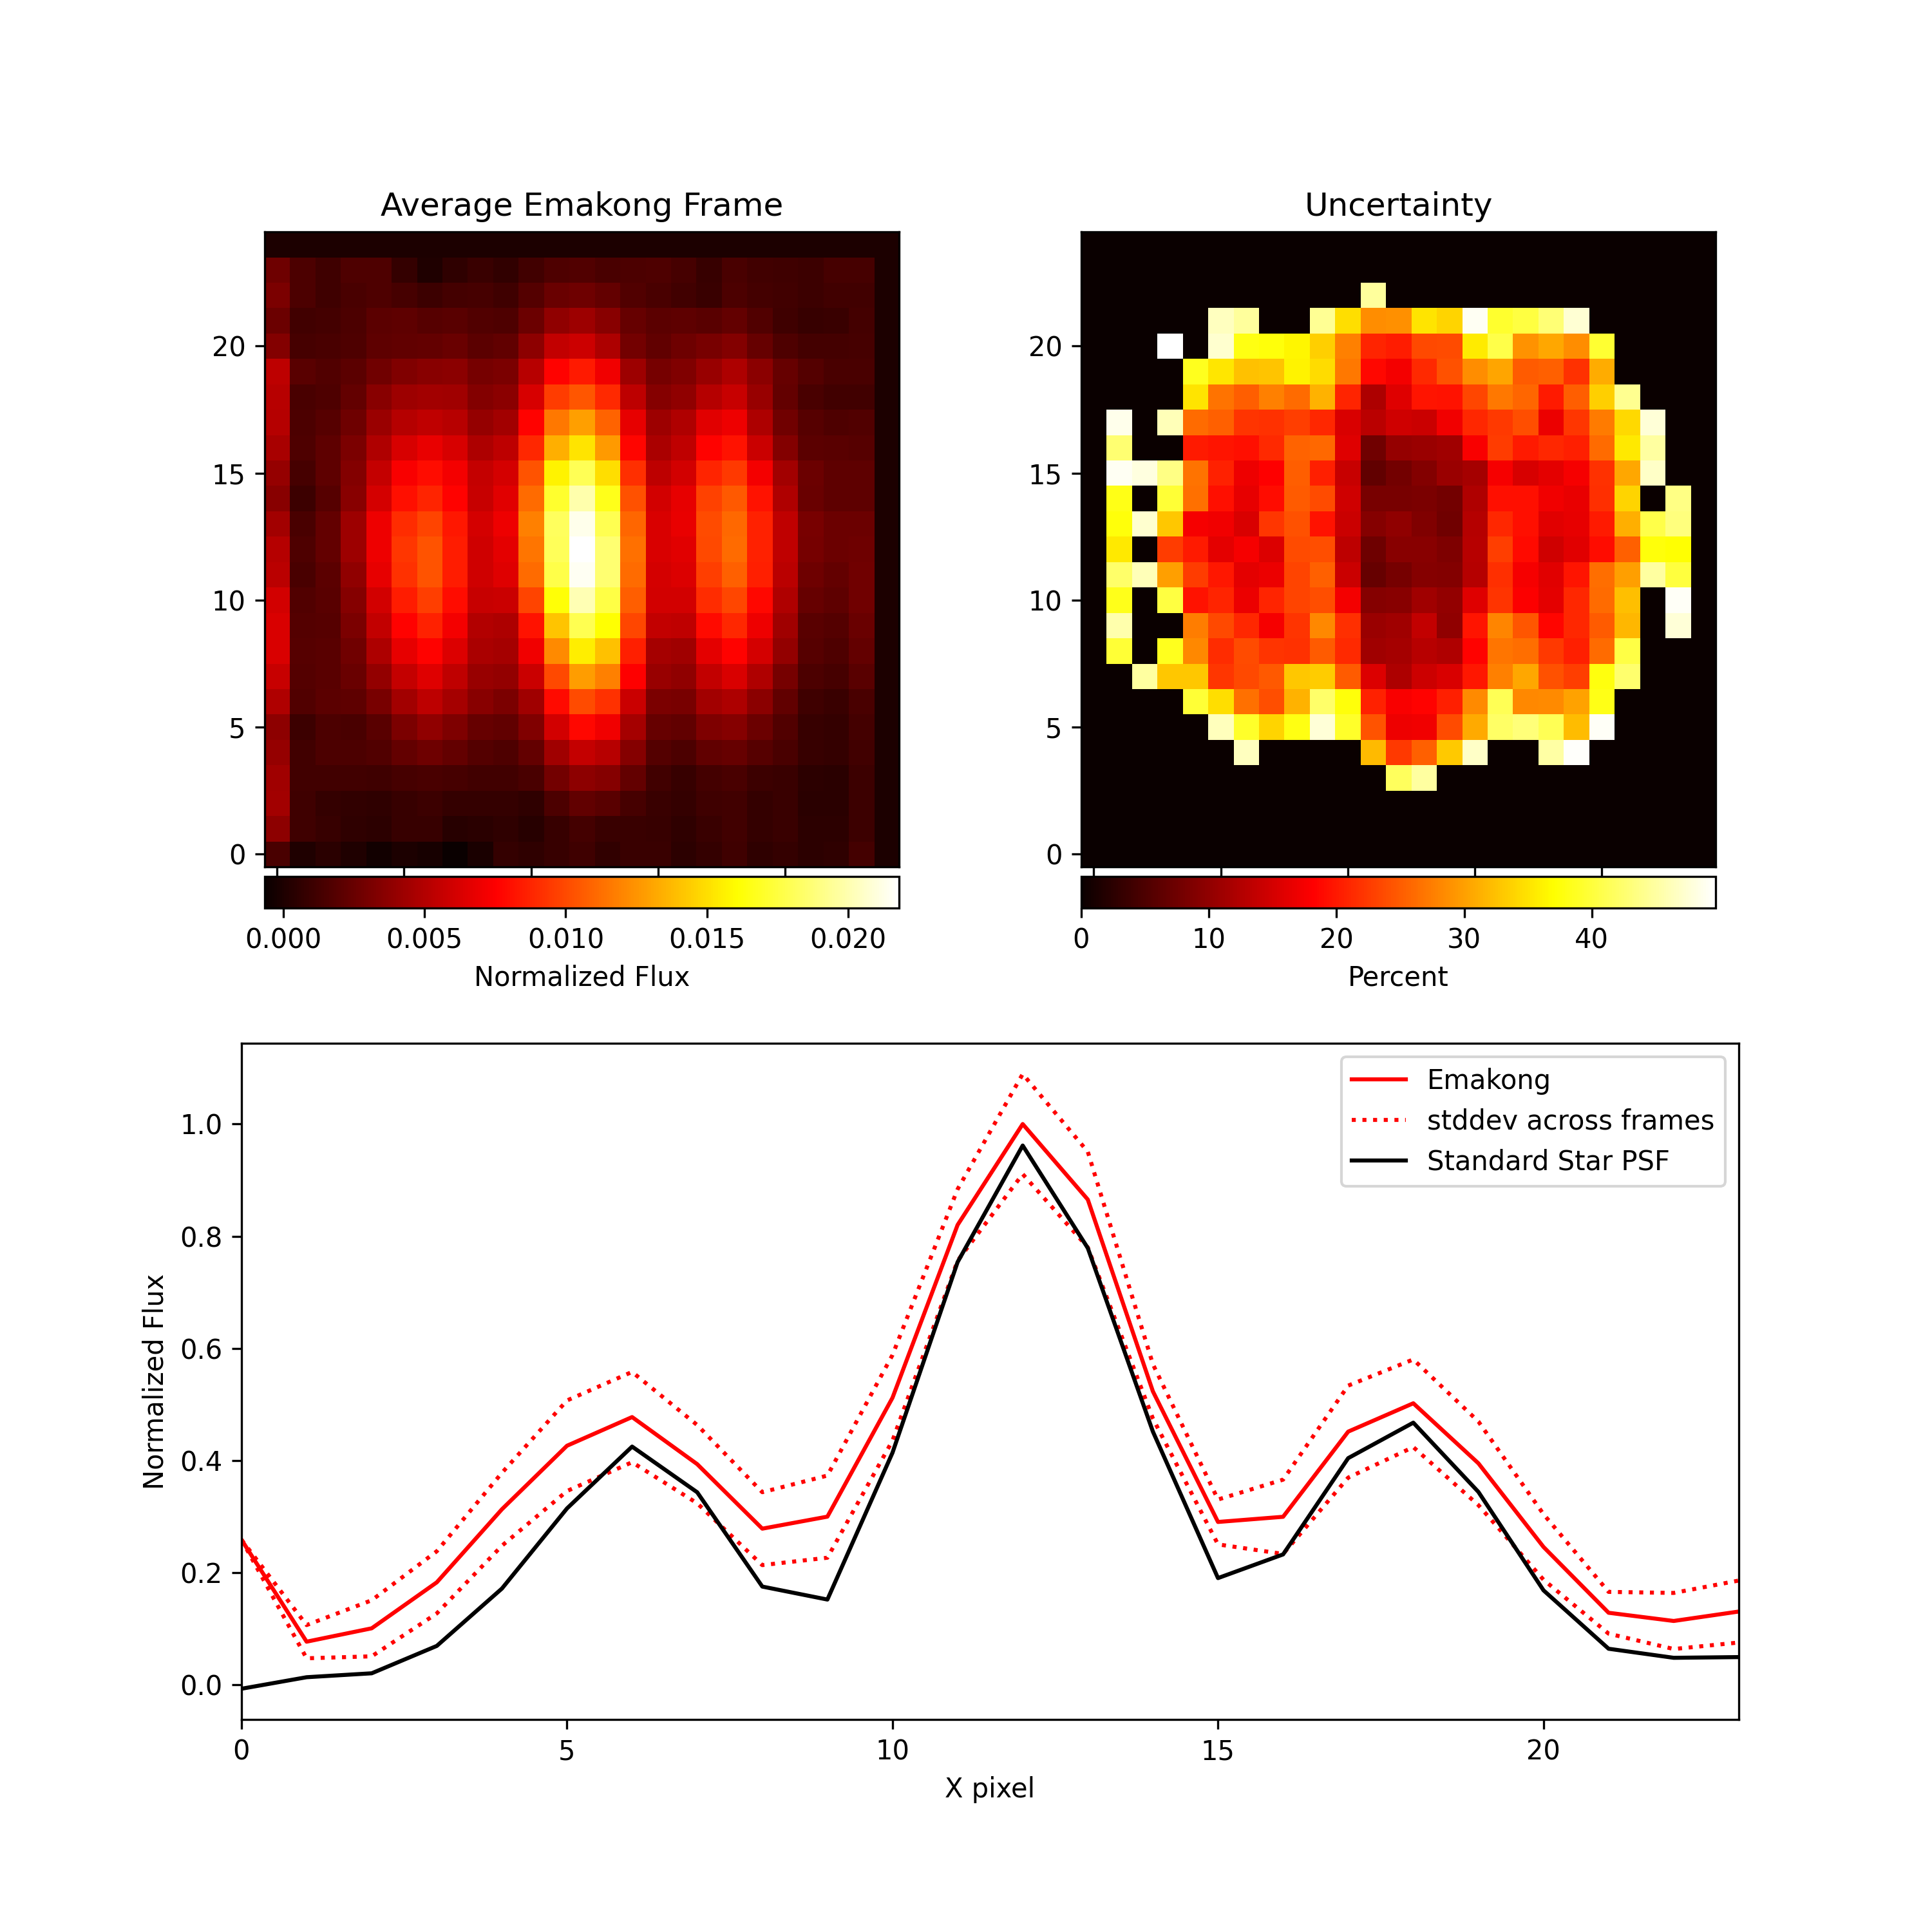 Average Emakong Frame
Uncertainty
20
15
10
5
0
20
15
10
5
0
0.000 0.005 0.010 0.015 0.020
Normalized Flux
0 10 20 30 40
Percent
1.0
0.8
0.6
0.4
0.2
0.0
Normalized Flux
Emakong
stddev across frames
Standard Star PSF
0 5 10 15 20
X pixel